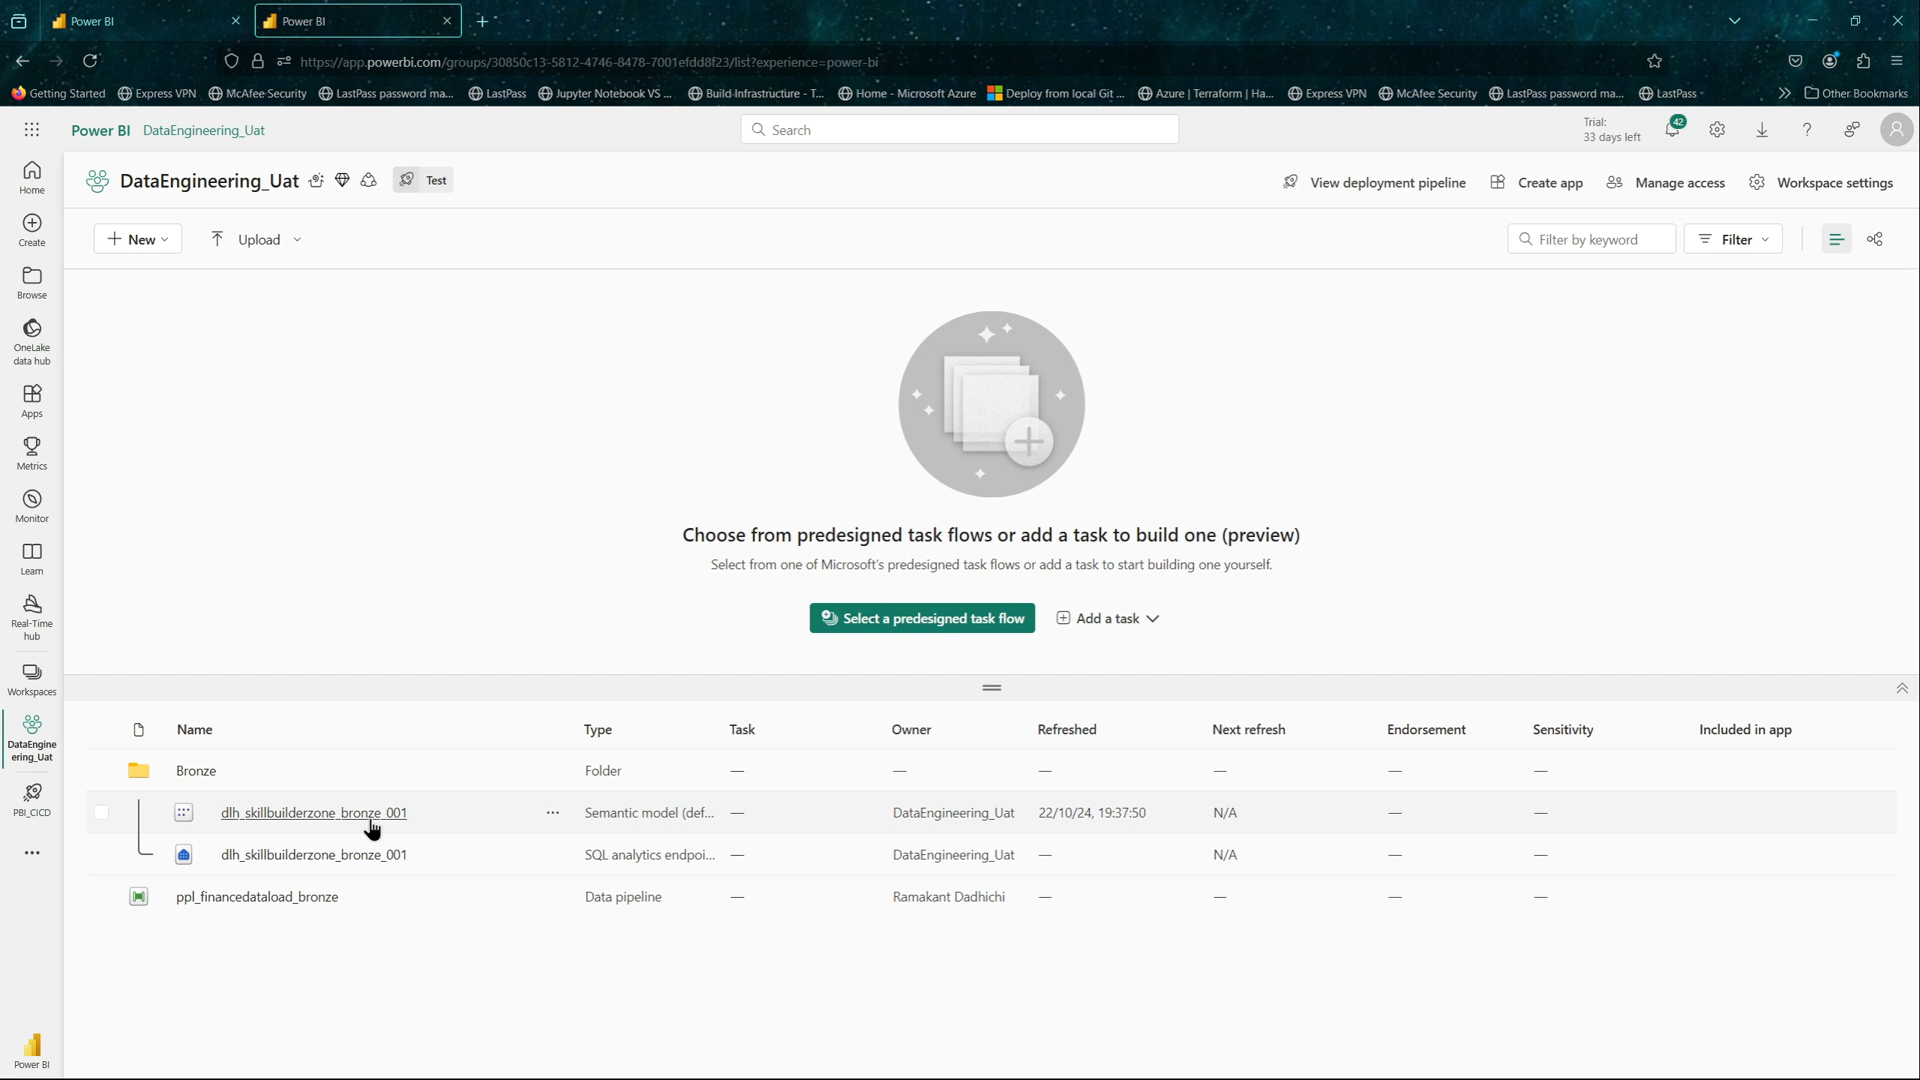 Power BI
Power BI
https://app.powerbi.com/groups/30850c13-5812-4746-8478-7001efdd8f23/list?experience=power-bi
Getting Started Express VPN McAfee Security LastPass password ma... LastPass Jupyter Notebook VS ... Build-Infrastructure - T... Home - Microsoft Azure Deploy from local Git ... Azure | Terraform | Ha... Express VPN McAfee Security LastPass password ma... LastPass Other Bookmarks
Power BI DataEngineering_Uat Search Trial: 33 days left 42
DataEngineering_Uat Test View deployment pipeline Create app Manage access Workspace settings
New Upload Filter by keyword Filter
Home
Create
Browse
OneLake
data hub
Apps
Metrics
Monitor
Learn
Real-Time
hub
Workspaces
DataEngine
ering_Uat
PBI_CICD
Power BI
Choose from predesigned task flows or add a task to build one (preview)
Select from one of Microsoft's predesigned task flows or add a task to start building one yourself.
Select a predesigned task flow Add a task
Name Type Task Owner Refreshed Next refresh Endorsement Sensitivity Included in app
Bronze Folder — — — — — —
dlh_skillbuilderzone_bronze_001 ... Semantic model (def... — DataEngineering_Uat 22/10/24, 19:37:50 N/A — —
dlh_skillbuilderzone_bronze_001 SQL analytics endpoi... — DataEngineering_Uat — N/A — —
ppl_financedataload_bronze Data pipeline — Ramakant Dadhichi — — — —